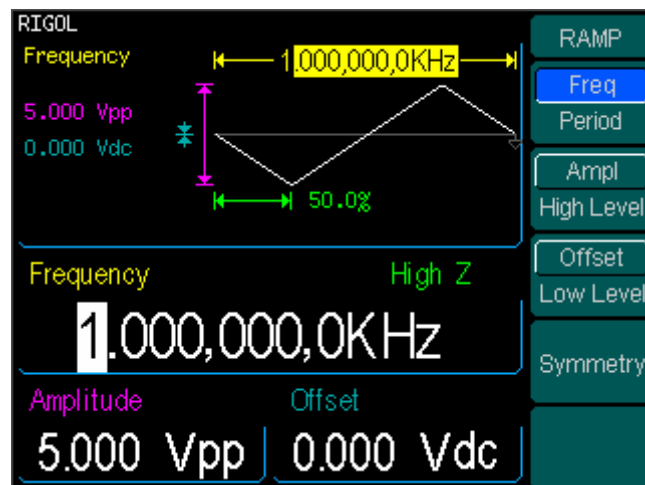 RIGOL
Frequency
1.000,000,0KHz
5.000 Vpp
0.000 Vdc
50.0%
Frequency
High Z
1.000,000,0KHz
Amplitude
Offset
5.000 Vpp
0.000 Vdc
RAMP
Freq
Period
Ampl
High Level
Offset
Low Level
Symmetry